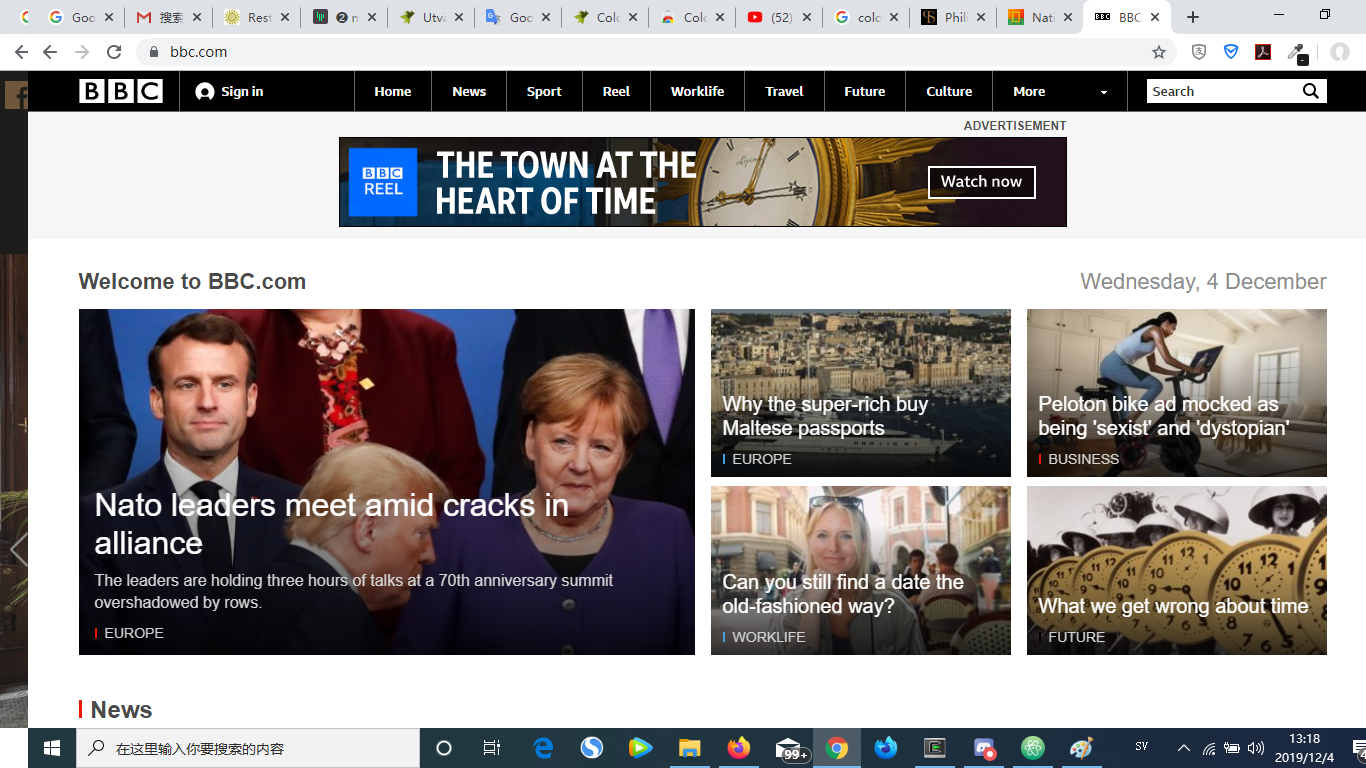 Goo
搜索
Rest
2 n
Utvä
Goo
Colo
Colo
(52)
colo
Phili
Nati
BBC
bbc.com
BBC
Sign in
Home
News
Sport
Reel
Worklife
Travel
Future
Culture
More
Search
ADVERTISEMENT
BBC
REEL
THE TOWN AT THE
HEART OF TIME
Watch now
Welcome to BBC.com
Wednesday, 4 December
Nato leaders meet amid cracks in
alliance
The leaders are holding three hours of talks at a 70th anniversary summit
overshadowed by rows.
EUROPE
Why the super-rich buy
Maltese passports
EUROPE
Peloton bike ad mocked as
being 'sexist' and 'dystopian'
BUSINESS
Can you still find a date the
old-fashioned way?
WORKLIFE
What we get wrong about time
FUTURE
News
在这里输入你要搜索的内容
99+
SV
13:18
2019/12/4